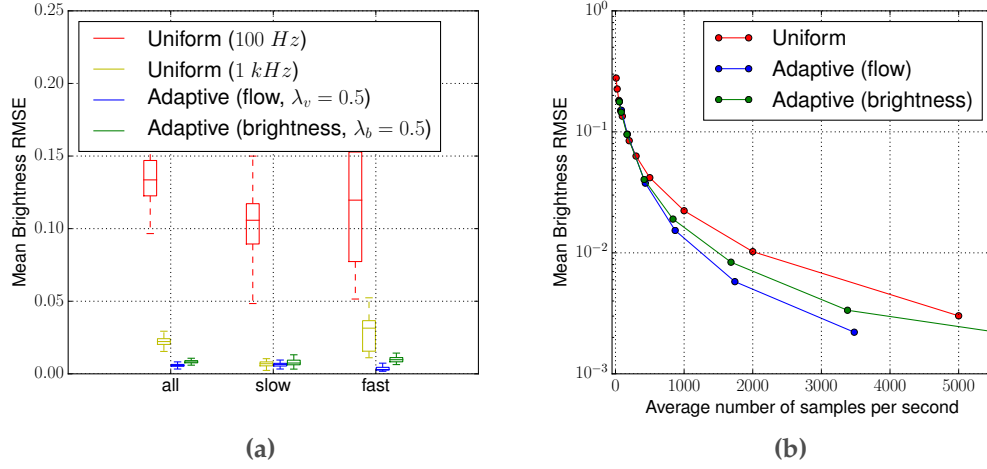 0.25
0.20
0.15
0.10
0.05
0.00
Mean Brightness RMSE
Uniform (100 Hz)
Uniform (1 kHz)
Adaptive (flow, λ_v = 0.5)
Adaptive (brightness, λ_b = 0.5)
all slow fast
(a)
10^0
10^-1
10^-2
10^-3
Mean Brightness RMSE
Uniform
Adaptive (flow)
Adaptive (brightness)
0 1000 2000 3000 4000 5000
Average number of samples per second
(b)